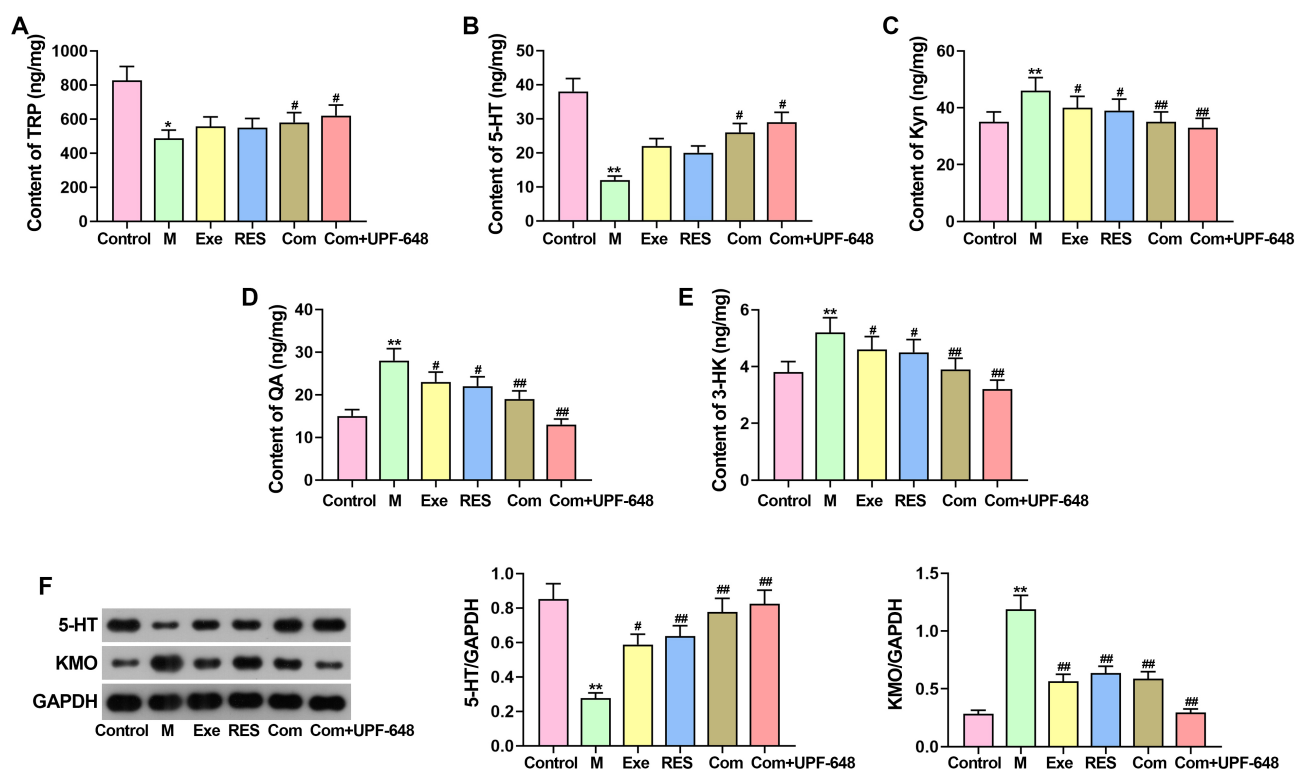 A
Content of TRP (ng/mg)
1000
800
600
400
200
0
*
#
#
Control M Exe RES Com Com+UPF-648
B
Content of 5-HT (ng/mg)
50
40
30
20
10
0
**
#
#
Control M Exe RES Com Com+UPF-648
C
Content of Kyn (ng/mg)
60
40
20
0
**
#
#
##
##
Control M Exe RES Com Com+UPF-648
D
Content of QA (ng/mg)
40
30
20
10
0
**
#
#
##
##
Control M Exe RES Com Com+UPF-648
E
Content of 3-HK (ng/mg)
6
4
2
0
**
#
#
##
##
Control M Exe RES Com Com+UPF-648
F
5-HT
KMO
GAPDH
Control M Exe RES Com Com+UPF-648
5-HT/GAPDH
1.0
0.8
0.6
0.4
0.2
0.0
**
#
##
##
##
Control M Exe RES Com Com+UPF-648
KMO/GAPDH
1.5
1.0
0.5
0.0
**
##
##
##
##
Control M Exe RES Com Com+UPF-648